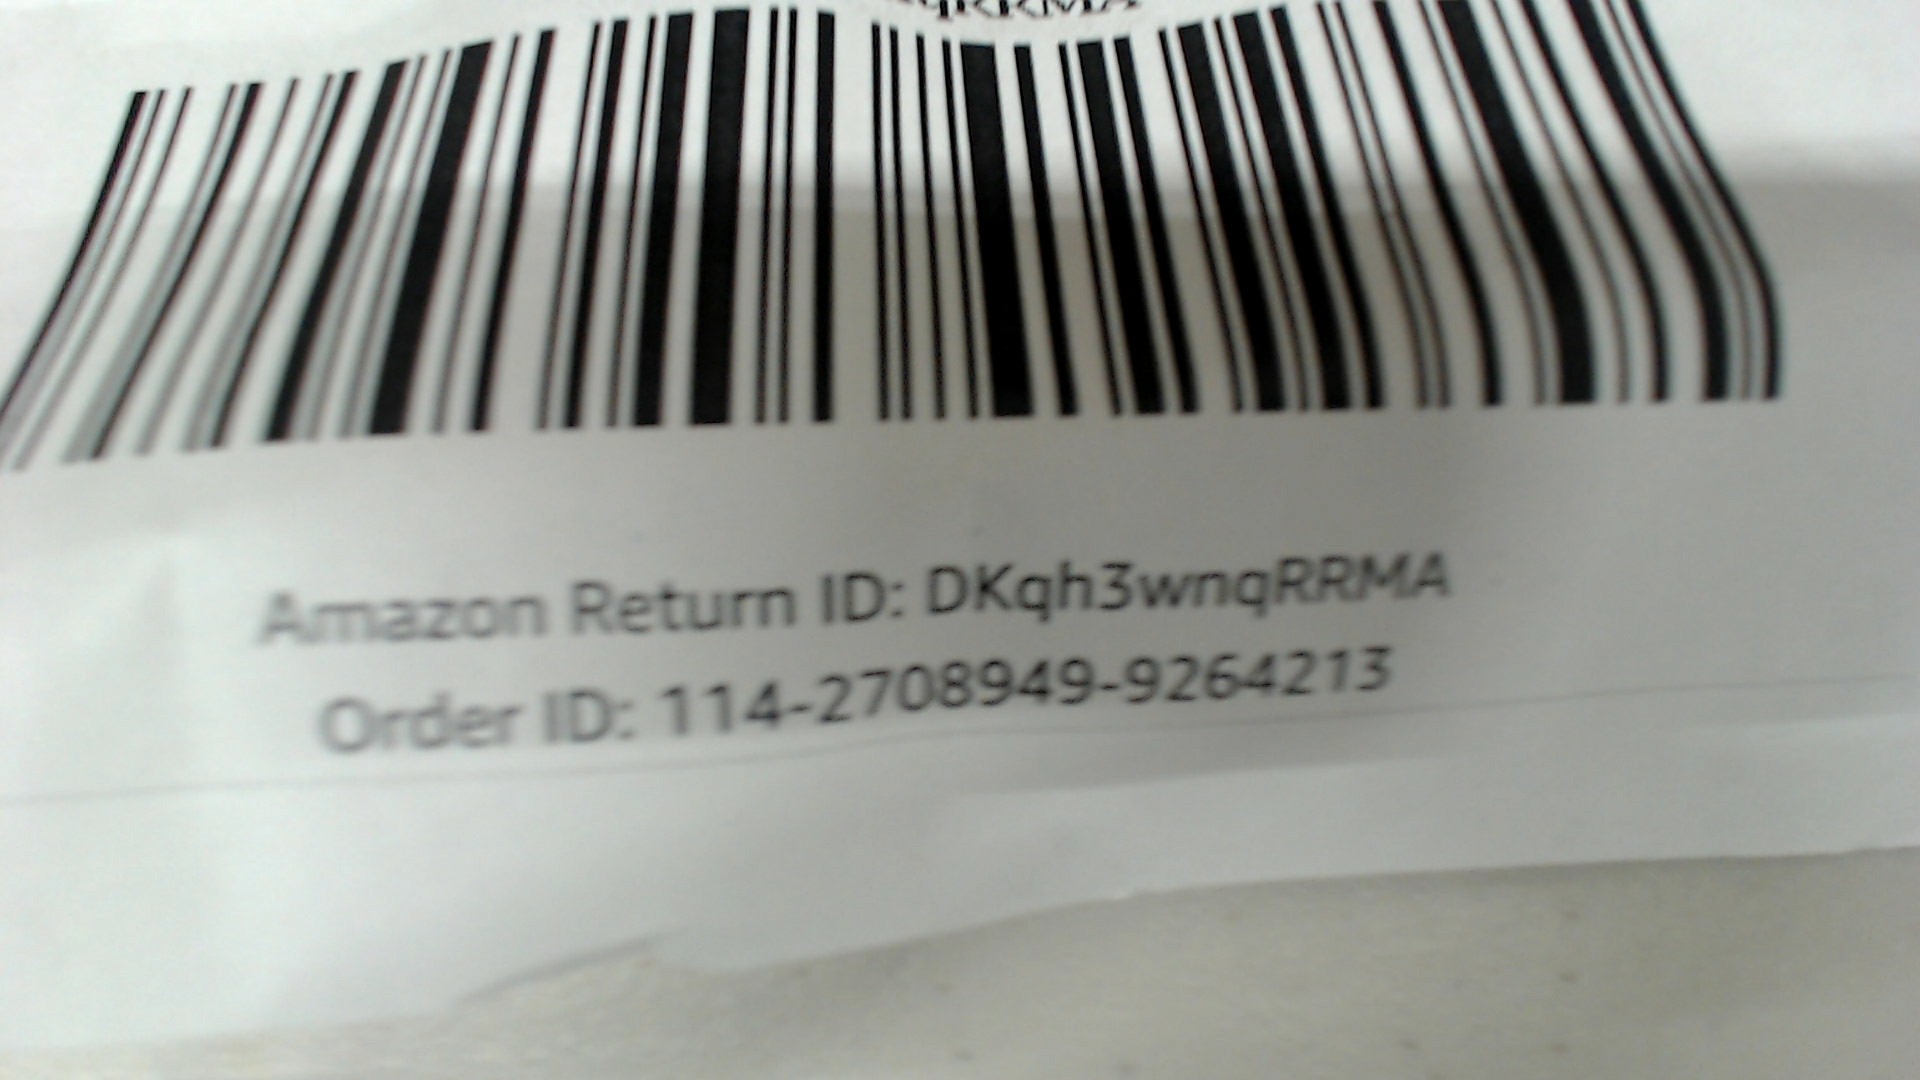 Amazon Return ID: DKqh3wnqRRMA
Order ID: 114-2708949-9264213